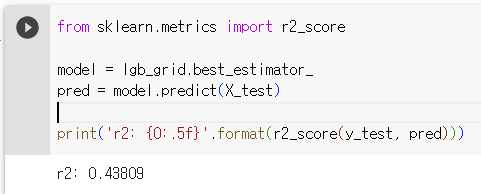 from sklearn.metrics import r2_score
model = lgb_grid.best_estimator_
pred = model.predict(X_test)
print('r2: {0:.5f}'.format(r2_score(y_test, pred)))
r2: 0.43809